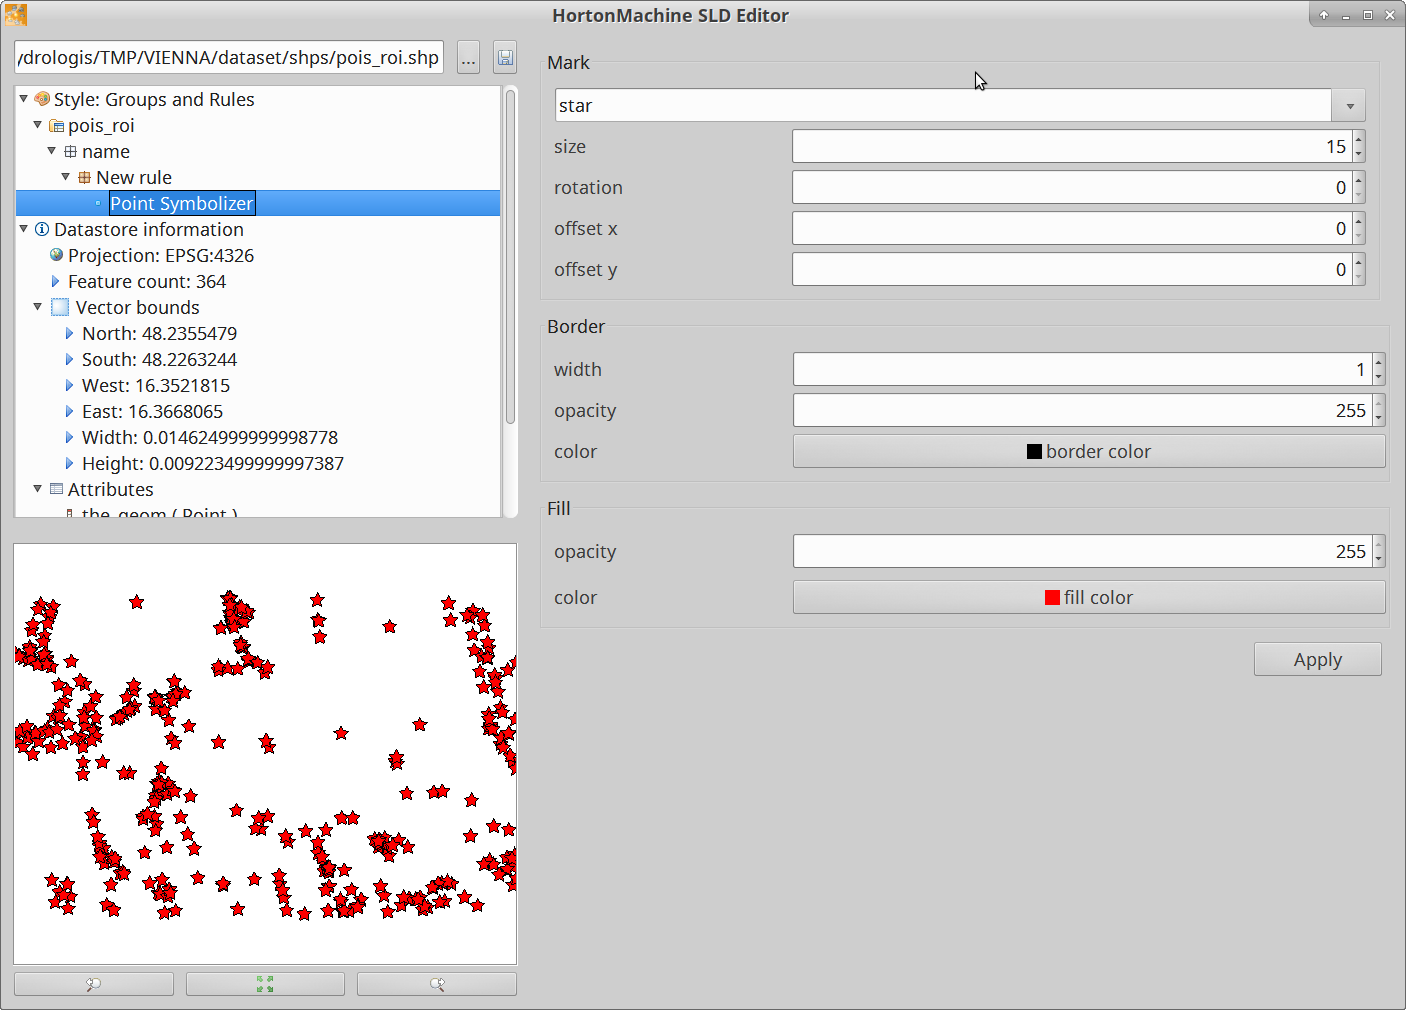 HortonMachine SLD Editor
ydrologis/TMP/VIENNA/dataset/shps/pois_roi.shp
...
Style: Groups and Rules
pois_roi
name
New rule
Point Symbolizer
Datastore information
Projection: EPSG:4326
Feature count: 364
Vector bounds
North: 48.2355479
South: 48.2263244
West: 16.3521815
East: 16.3668065
Width: 0.014624999999998778
Height: 0.009223499999997387
Attributes
the_geom ( Point )
Mark
star
size 15
rotation 0
offset x 0
offset y 0
Border
width 1
opacity 255
color border color
Fill
opacity 255
color fill color
Apply